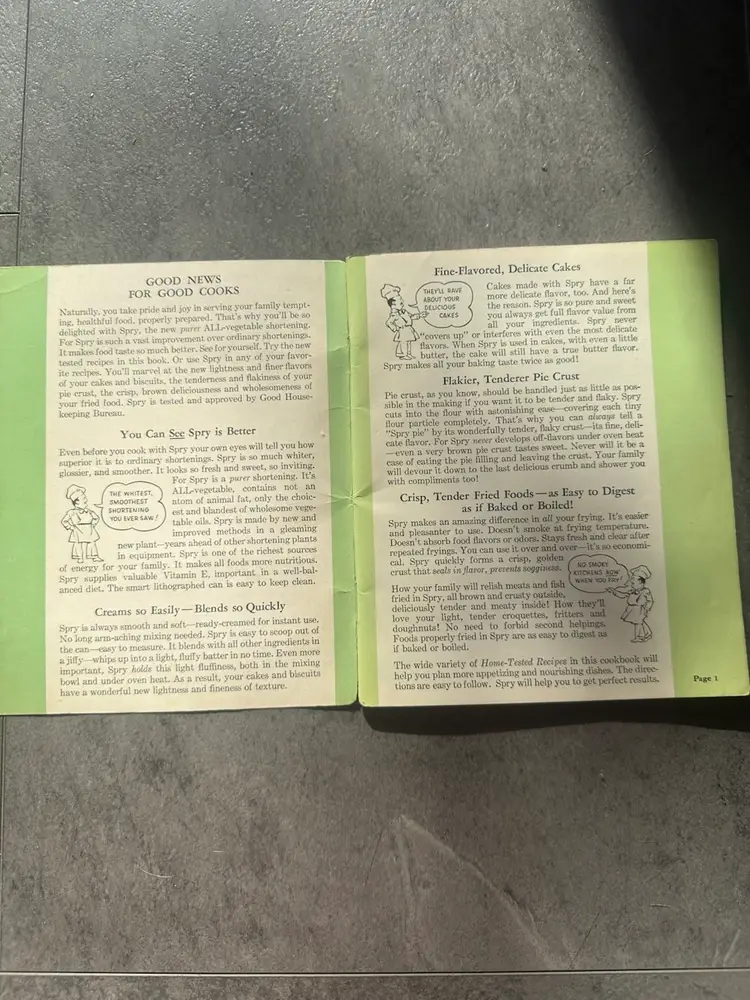 GOOD NEWS
FOR GOOD COOKS
Naturally, you take pride and joy in serving your family tempt-
ing, healthful food, properly prepared. That's why you'll be so
delighted with Spry, the new purer ALL-vegetable shortening.
For Spry is such a vast improvement over ordinary shortenings.
It makes food taste so much better. See for yourself. Try the new
tested recipes in this book. Or use Spry in any of your favor-
ite recipes. You'll marvel at the new lightness and finer flavors
of your cakes and biscuits, the tenderness and flakiness of your
pie crust, the crisp, brown deliciousness and wholesomeness of
your fried food. Spry is tested and approved by Good House-
keeping Bureau.
You Can See Spry is Better
Even before you cook with Spry your own eyes will tell you how
superior it is to ordinary shortenings. Spry is so much whiter,
glossier, and smoother. It looks so fresh and sweet, so inviting.
For Spry is a purer shortening. It's
ALL-vegetable, contains not an
atom of animal fat, only the choic-
est and blandest of wholesome vege-
table oils. Spry is made by new and
improved methods in a gleaming
new plant—years ahead of other shortening plants
in equipment. Spry is one of the richest sources
of energy for your family. It makes all foods more nutritious.
Spry supplies valuable Vitamin E, important in a well-bal-
anced diet. The smart lithographed can is easy to keep clean.
THE WHITEST,
SMOOTHEST
SHORTENING
YOU EVER SAW!
Creams so Easily—Blends so Quickly
Spry is always smooth and soft—ready-creamed for instant use.
No long arm-aching mixing needed. Spry is easy to scoop out of
the can—easy to measure. It blends with all other ingredients in
a jiffy—whips up into a light, fluffy batter in no time. Even more
important, Spry holds this light fluffiness, both in the mixing
bowl and under oven heat. As a result, your cakes and biscuits
have a wonderful new lightness and fineness of texture.
Fine-Flavored, Delicate Cakes
THEY'LL RAVE
ABOUT YOUR
DELICIOUS
CAKES
Cakes made with Spry have a far
more delicate flavor, too. And here's
the reason. Spry is so pure and sweet
you always get full flavor value from
all your ingredients. Spry never
"covers up" or interferes with even the most delicate
flavors. When Spry is used in cakes, with even a little
butter, the cake will still have a true butter flavor.
Spry makes all your baking taste twice as good!
Flakier, Tenderer Pie Crust
Pie crust, as you know, should be handled just as little as pos-
sible in the making if you want it to be tender and flaky. Spry
cuts into the flour with astonishing ease—covering each tiny
flour particle completely. That's why you can always tell a
"Spry pie" by its wonderfully tender, flaky crust—its fine, deli-
cate flavor. For Spry never develops off-flavors under oven heat
—even a very brown pie crust tastes sweet. Never will it be a
case of eating the pie filling and leaving the crust. Your family
will devour it down to the last delicious crumb and shower you
with compliments too!
Crisp, Tender Fried Foods—as Easy to Digest
as if Baked or Boiled!
Spry makes an amazing difference in all your frying. It's easier
and pleasanter to use. Doesn't smoke at frying temperature.
Doesn't absorb food flavors or odors. Stays fresh and clear after
repeated fryings. You can use it over and over—it's so economi-
cal. Spry quickly forms a crisp, golden
crust that seals in flavor, prevents sogginess.
NO SMOKY
KITCHENS NOW
WHEN YOU FRY!
How your family will relish meats and fish
fried in Spry, all brown and crusty outside,
deliciously tender and meaty inside! How they'll
love your light, tender croquettes, fritters and
doughnuts! No need to forbid second helpings.
Foods properly fried in Spry are as easy to digest as
if baked or boiled.
The wide variety of Home-Tested Recipes in this cookbook will
help you plan more appetizing and nourishing dishes. The direc-
tions are easy to follow. Spry will help you to get perfect results.
Page 1